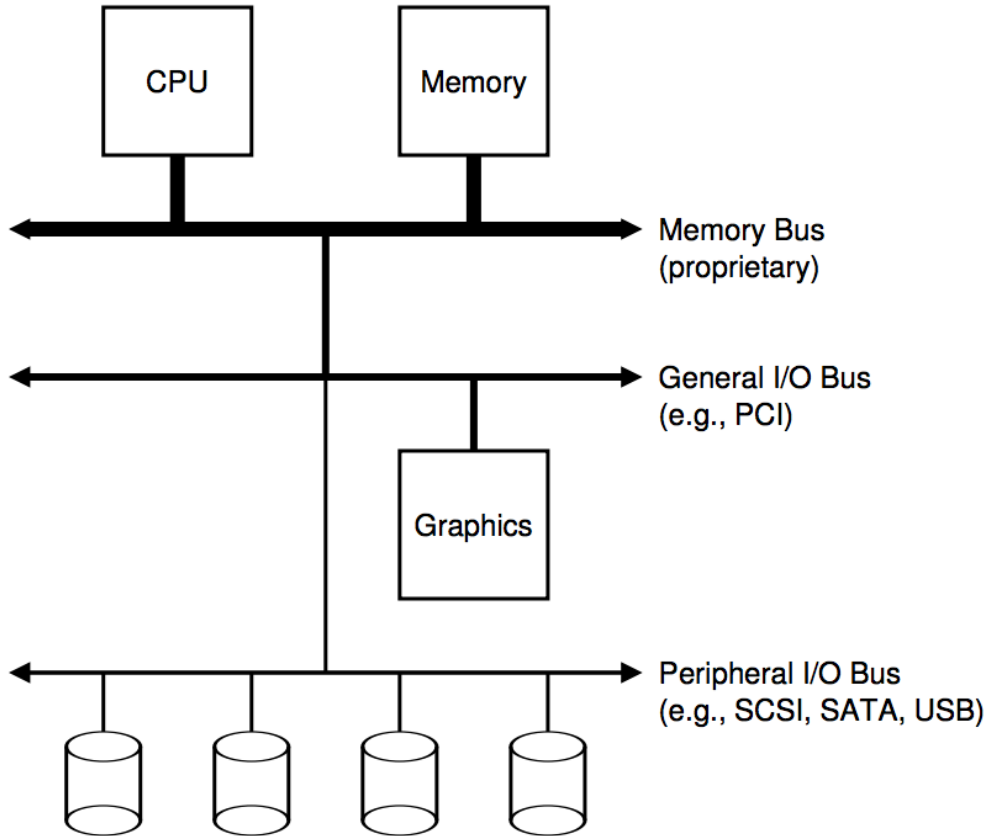 CPU
Memory
Memory Bus
(proprietary)
General I/O Bus
(e.g., PCI)
Graphics
Peripheral I/O Bus
(e.g., SCSI, SATA, USB)